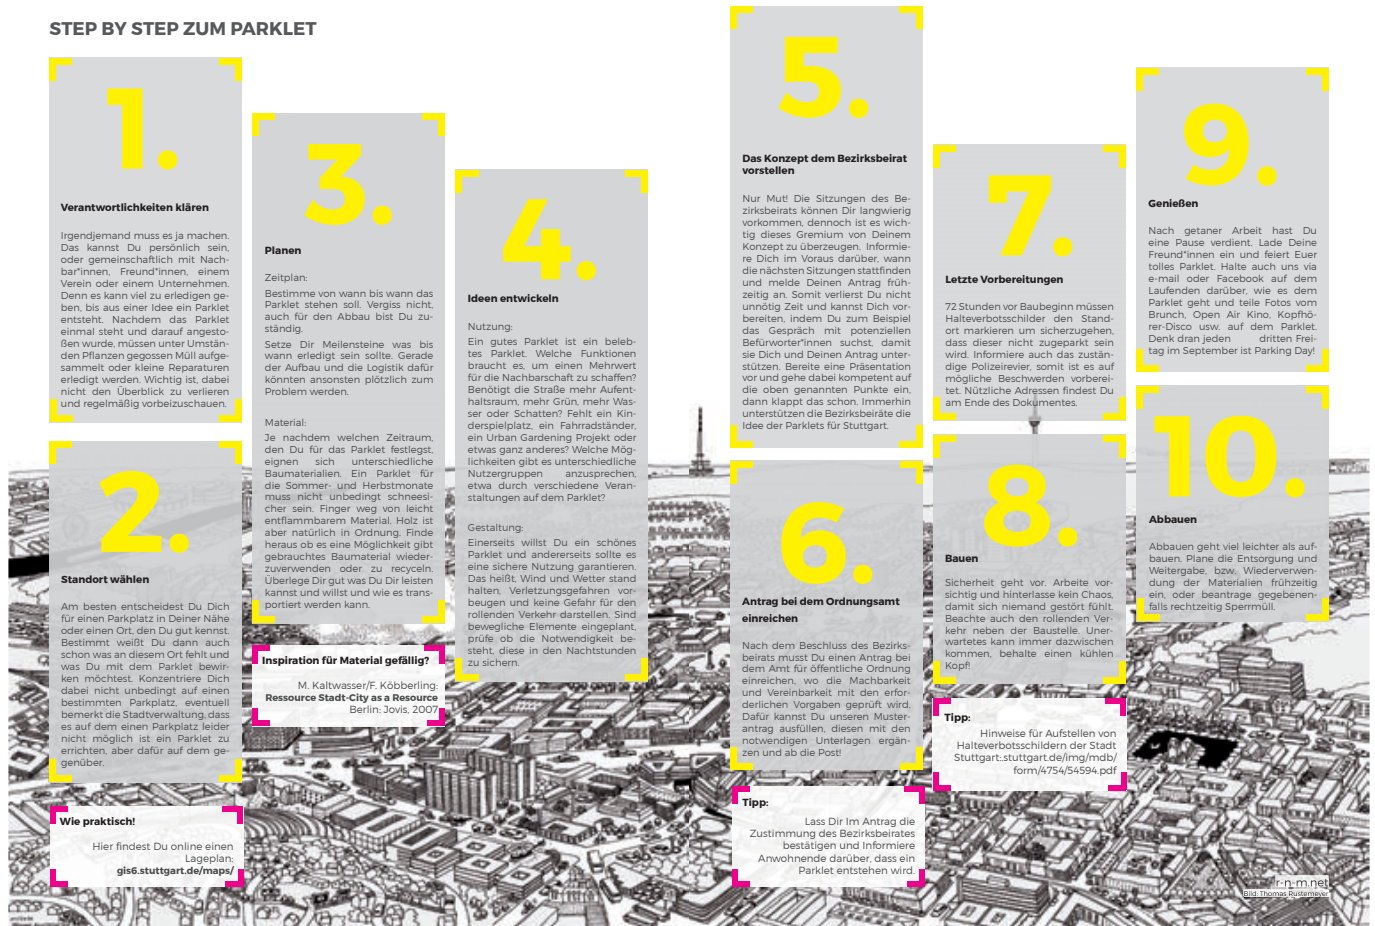 STEP BY STEP ZUM PARKLET
1.
Verantwortlichkeiten klären
Irgendjemand muss es ja machen.
Das kannst Du persönlich sein,
oder gemeinschaftlich mit Nach-
bar*innen, Freund*innen, einem
Verein oder einem Unternehmen.
Denn es kann viel zu erledigen ge-
ben, bis aus einer Idee ein Parklet
entsteht. Nachdem das Parklet
einmal steht und darauf angesto-
ßen wurde, müssen unter Umstän-
den Pflanzen gegossen Müll aufge-
sammelt oder kleine Reparaturen
erledigt werden. Wichtig ist, dabei
nicht den Überblick zu verlieren
und regelmäßig vorbeizuschauen.
2.
Standort wählen
Am besten entscheidest Du Dich
für einen Parkplatz in Deiner Nähe
oder einen Ort, den Du gut kennst.
Bestimmt weißt Du dann auch
schon was an diesem Ort fehlt und
was Du mit dem Parklet bewir-
ken möchtest. Konzentriere Dich
dabei nicht unbedingt auf einen
bestimmten Parkplatz, eventuell
bemerkt die Stadtverwaltung, dass
es auf dem einen Parkplatz leider
nicht möglich ist ein Parklet zu
errichten, aber dafür auf dem ge-
genüber.
Wie praktisch!
Hier findest Du online einen
Lageplan:
gis6.stuttgart.de/maps/
3.
Planen
Zeitplan:
Bestimme von wann bis wann das
Parklet stehen soll. Vergiss nicht,
auch für den Abbau bist Du zu-
ständig.
Setze Dir Meilensteine was bis
wann erledigt sein sollte. Gerade
der Aufbau und die Logistik dafür
könnten ansonsten plötzlich zum
Problem werden.
Material:
Je nachdem welchen Zeitraum,
den Du für das Parklet festlegst,
eignen sich unterschiedliche
Baumaterialien. Ein Parklet für
die Sommer- und Herbstmonate
muss nicht unbedingt schneesi-
cher sein. Finger weg von leicht
entflammbarem Material. Holz ist
aber natürlich in Ordnung. Finde
heraus ob es eine Möglichkeit gibt
gebrauchtes Baumaterial wieder-
zuverwenden oder zu recyceln.
Überlege Dir gut was Du Dir leisten
kannst und willst und wie es trans-
portiert werden kann.
Inspiration für Material gefällig?
M. Kaltwasser/F. Köbberling:
Ressource Stadt-City as a Resource
Berlin: Jovis, 2007
4.
Ideen entwickeln
Nutzung:
Ein gutes Parklet ist ein beleb-
tes Parklet. Welche Funktionen
braucht es, um einen Mehrwert
für die Nachbarschaft zu schaffen?
Benötigt die Straße mehr Aufent-
haltsraum, mehr Grün, mehr Was-
ser oder Schatten? Fehlt ein Kin-
derspielplatz, ein Fahrradständer,
ein Urban Gardening Projekt oder
etwas ganz anderes? Welche Mög-
lichkeiten gibt es unterschiedliche
Nutzergruppen anzusprechen,
etwa durch verschiedene Veran-
staltungen auf dem Parklet?
Gestaltung:
Einerseits willst Du ein schönes
Parklet und andererseits sollte es
eine sichere Nutzung garantieren.
Das heißt, Wind und Wetter stand
halten, Verletzungsgefahren vor-
beugen und keine Gefahr für den
rollenden Verkehr darstellen. Sind
bewegliche Elemente eingeplant,
prüfe ob die Notwendigkeit be-
steht, diese in den Nachtstunden
zu sichern.
5.
Das Konzept dem Bezirksbeirat
vorstellen
Nur Mut! Die Sitzungen des Be-
zirksbeirats können Dir langwierig
vorkommen, dennoch ist es wich-
tig dieses Gremium von Deinem
Konzept zu überzeugen. Informie-
re Dich im Voraus darüber, wann
die nächsten Sitzungen stattfinden
und melde Deinen Antrag früh-
zeitig an. Somit verlierst Du nicht
unnötig Zeit und kannst Dich vor-
bereiten, indem Du zum Beispiel
das Gespräch mit potenziellen
Befürworter*innen suchst, damit
sie Dich und Deinen Antrag unter-
stützen. Bereite eine Präsentation
vor und gehe dabei kompetent auf
die oben genannten Punkte ein,
dann klappt das schon. Immerhin
unterstützen die Bezirksbeiräte die
Idee der Parklets für Stuttgart.
6.
Antrag bei dem Ordnungsamt
einreichen
Nach dem Beschluss des Bezirks-
beirats musst Du einen Antrag bei
dem Amt für öffentliche Ordnung
einreichen, wo die Machbarkeit
und Vereinbarkeit mit den erfor-
derlichen Vorgaben geprüft wird.
Dafür kannst Du unseren Muster-
antrag ausfüllen, diesen mit den
notwendigen Unterlagen ergän-
zen und ab die Post!
Tipp:
Lass Dir Im Antrag die
Zustimmung des Bezirksbeirates
bestätigen und Informiere
Anwohnende darüber, dass ein
Parklet entstehen wird.
7.
Letzte Vorbereitungen
72 Stunden vor Baubeginn müssen
Halteverbotsschilder den Stand-
ort markieren um sicherzugehen,
dass dieser nicht zugeparkt sein
wird. Informiere auch das zustän-
dige Polizeirevier, somit ist es auf
mögliche Beschwerden vorberei-
tet. Nützliche Adressen findest Du
am Ende des Dokumentes.
8.
Bauen
Sicherheit geht vor. Arbeite vor-
sichtig und hinterlasse kein Chaos,
damit sich niemand gestört fühlt.
Beachte auch den rollenden Ver-
kehr neben der Baustelle. Uner-
wartetes kann immer dazwischen
kommen, behalte einen kühlen
Kopf!
Tipp:
Hinweise für Aufstellen von
Halteverbotsschildern der Stadt
Stuttgart:.stuttgart.de/img/mdb/
form/4754/54594.pdf
9.
Genießen
Nach getaner Arbeit hast Du
eine Pause verdient. Lade Deine
Freund*innen ein und feiert Euer
tolles Parklet. Halte auch uns via
e-mail oder Facebook auf dem
Laufenden darüber, wie es dem
Parklet geht und teile Fotos vom
Brunch, Open Air Kino, Kopfhö-
rer-Disco usw. auf dem Parklet.
Denk dran jeden dritten Frei-
tag im September ist Parking Day!
10.
Abbauen
Abbauen geht viel leichter als auf-
bauen. Plane die Entsorgung und
Weitergabe, bzw. Wiederverwen-
dung der Materialien frühzeitig
ein, oder beantrage gegebenen-
falls rechtzeitig Sperrmüll.
r-n-m.net
Bild: Thomas Rustemeyer